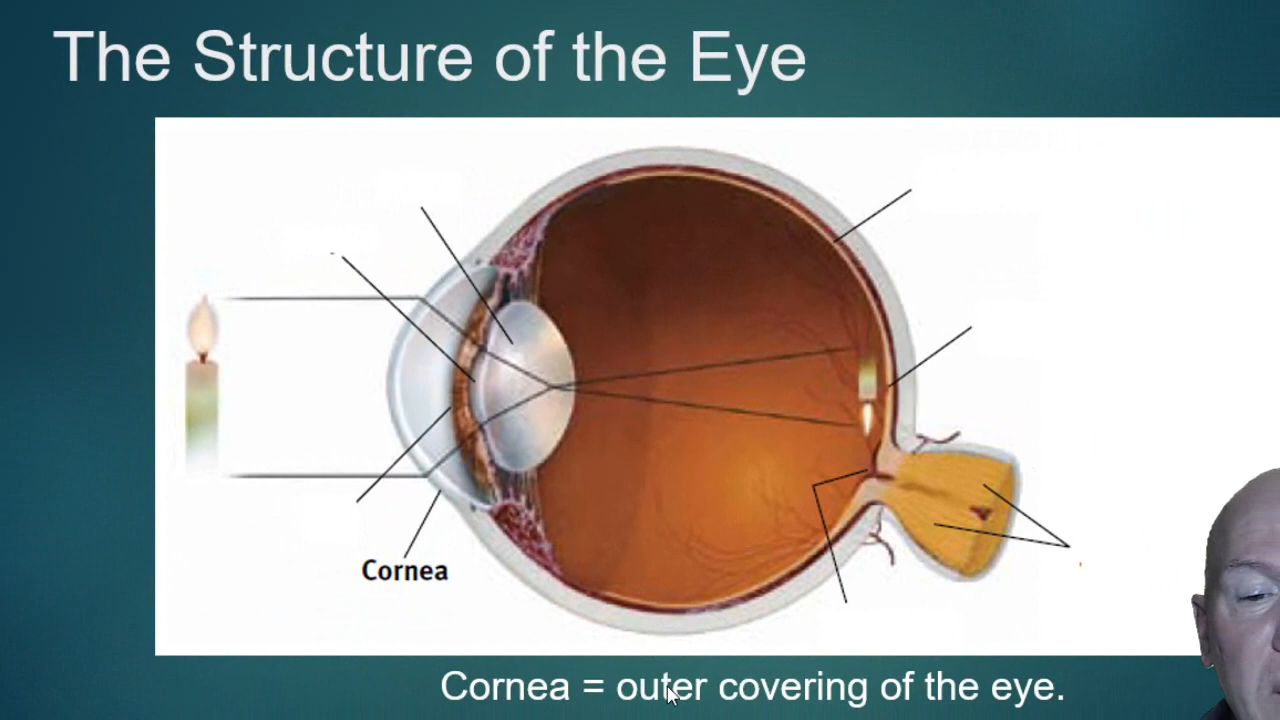 The Structure of the Eye
Cornea
Cornea = outer covering of the eye.